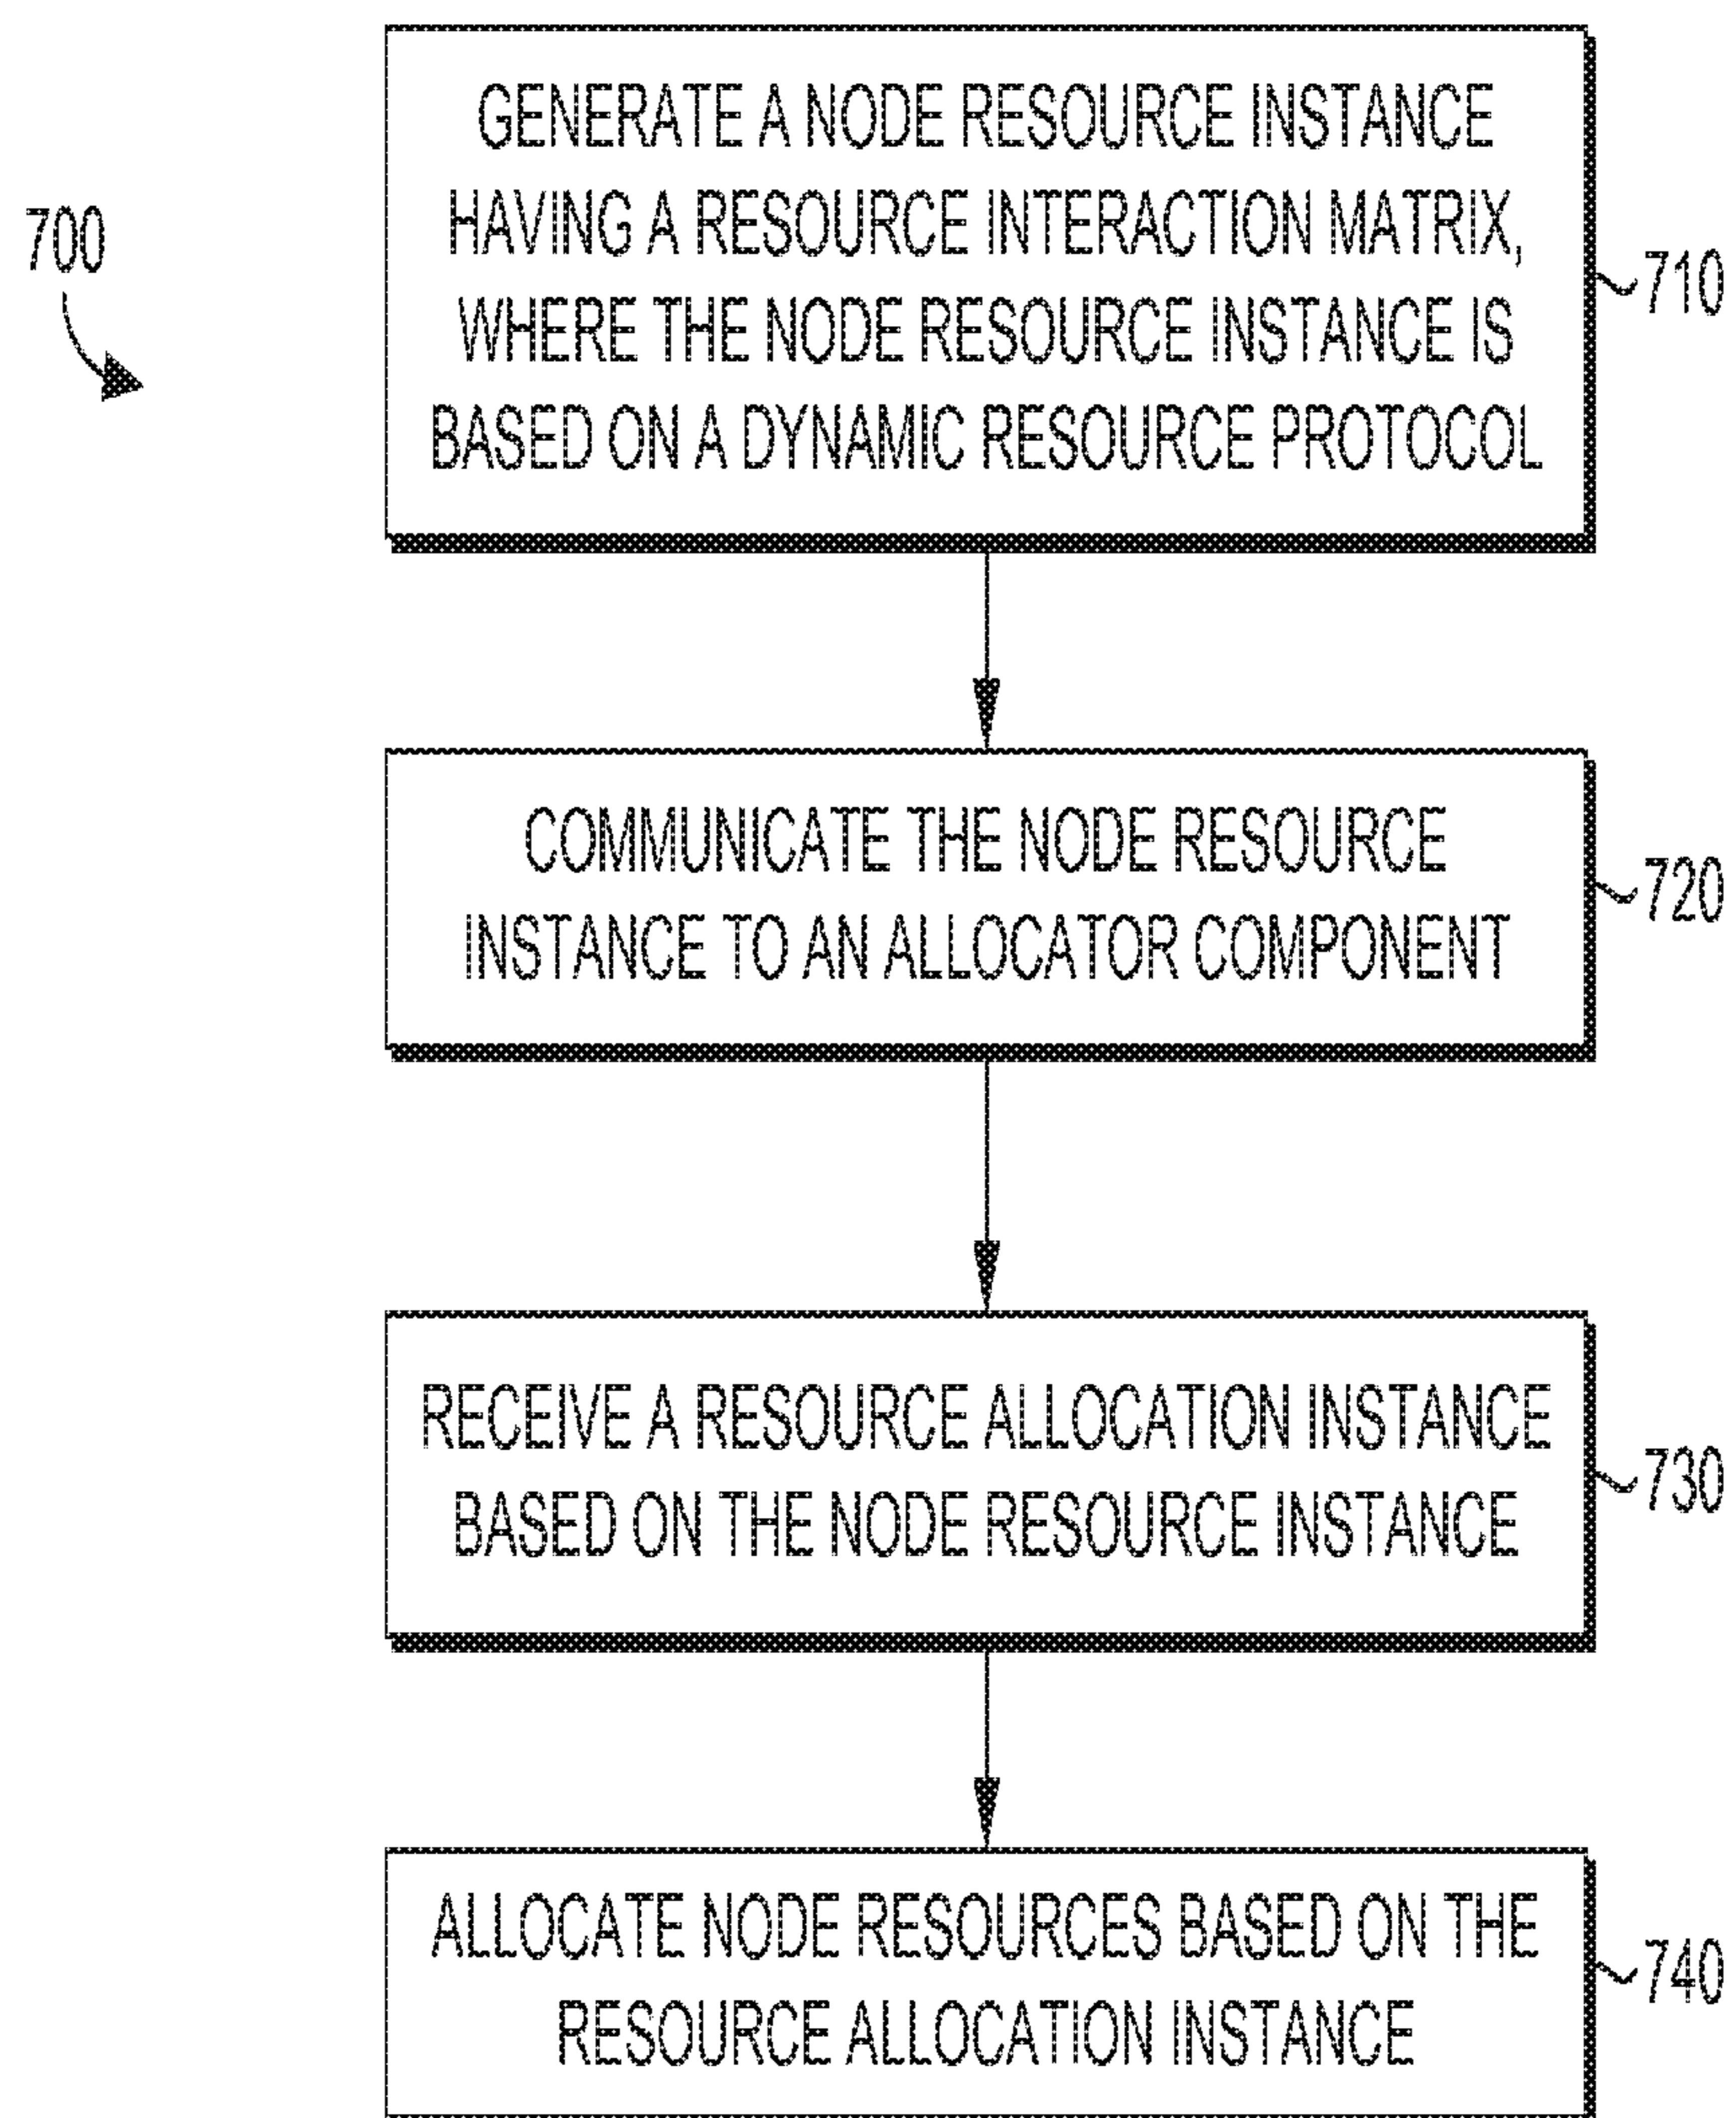 700
GENERATE A NODE RESOURCE INSTANCE
HAVING A RESOURCE INTERACTION MATRIX,
WHERE THE NODE RESOURCE INSTANCE IS
BASED ON A DYNAMIC RESOURCE PROTOCOL
710
COMMUNICATE THE NODE RESOURCE
INSTANCE TO AN ALLOCATOR COMPONENT
720
RECEIVE A RESOURCE ALLOCATION INSTANCE
BASED ON THE NODE RESOURCE INSTANCE
730
ALLOCATE NODE RESOURCES BASED ON THE
RESOURCE ALLOCATION INSTANCE
740